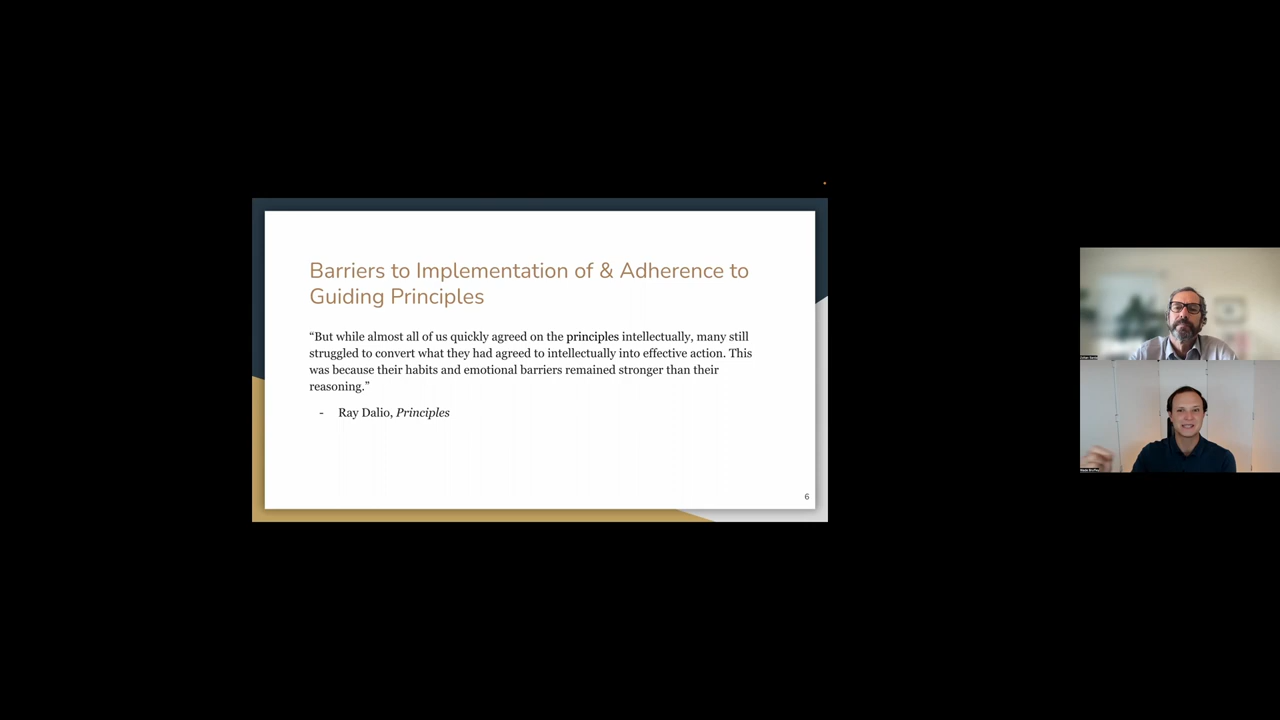 Barriers to Implementation of & Adherence to
Guiding Principles
“But while almost all of us quickly agreed on the principles intellectually, many still
struggled to convert what they had agreed to intellectually into effective action. This
was because their habits and emotional barriers remained stronger than their
reasoning.”
- Ray Dalio, Principles
6